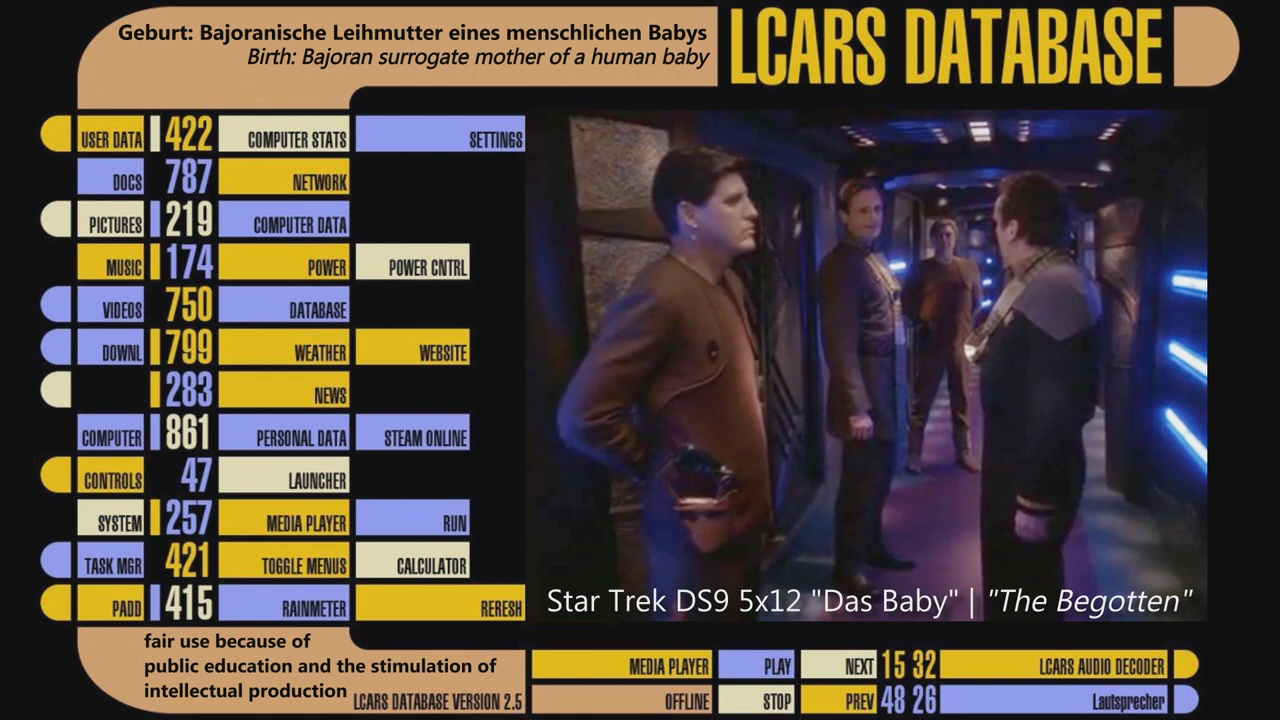 Geburt: Bajoranische Leihmutter eines menschlichen Babys
Birth: Bajoran surrogate mother of a human baby
LCARS DATABASE
USER DATA 422 COMPUTER STATS SETTINGS
DOCS 787 NETWORK
PICTURES 219 COMPUTER DATA
MUSIC 174 POWER POWER CNTRL
VIDEOS 750 DATABASE
DOWNL 799 WEATHER WEBSITE
283 NEWS
COMPUTER 861 PERSONAL DATA STEAM ONLINE
CONTROLS 47 LAUNCHER
SYSTEM 257 MEDIA PLAYER RUN
TASK MGR 421 TOGGLE MENUS CALCULATOR
PADD 415 RAINMETER RERESH
Star Trek DS9 5x12 "Das Baby" | "The Begotten"
fair use because of
public education and the stimulation of
intellectual production
LCARS DATABASE VERSION 2.5
MEDIA PLAYER PLAY NEXT 15 32 LCARS AUDIO DECODER
OFFLINE STOP PREV 48 26 Lautsprecher